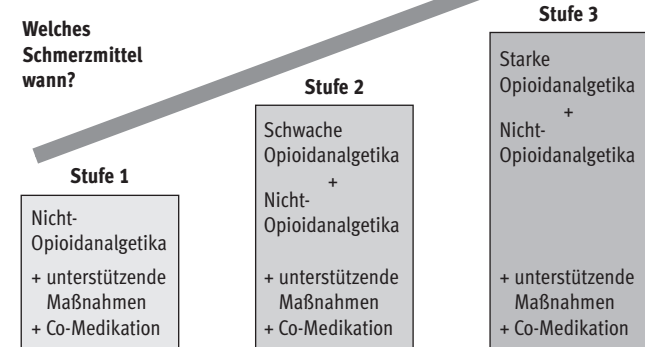 Welches
Schmerzmittel
wann?
Stufe 1
Nicht-
Opioidanalgetika
+ unterstützende
Maßnahmen
+ Co-Medikation
Stufe 2
Schwache
Opioidanalgetika
+
Nicht-
Opioidanalgetika
+ unterstützende
Maßnahmen
+ Co-Medikation
Stufe 3
Starke
Opioidanalgetika
+
Nicht-
Opioidanalgetika
+ unterstützende
Maßnahmen
+ Co-Medikation